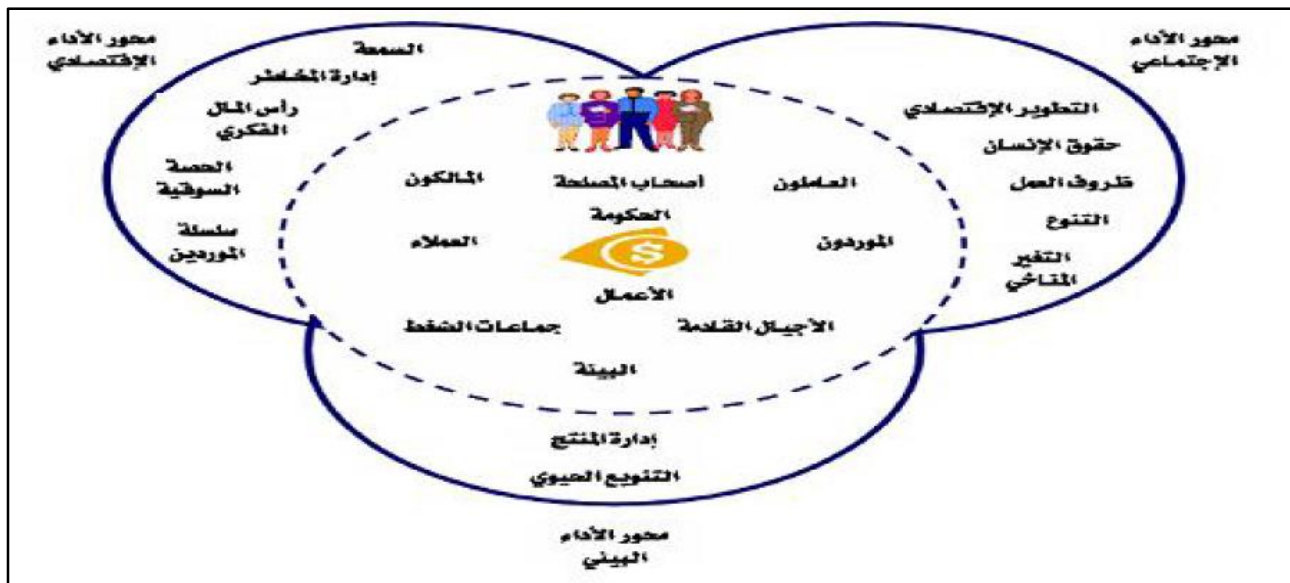 محور الأداء
الإجتماعي
التطوير الإقتصادي
حقوق الإنسان
ظروف العمل
التنوع
التغير
المناخي
محور الأداء
الإقتصادي
السمعة
إدارة المخاطر
رأس المال
الفكري
الحصة
السوقية
سلسلة
الموردين
العاملون
أصحاب المصلحة
المالكون
الحكومة
الموردون
العملاء
$
الأعمال
الأجيال القادمة
جماعات الضغط
البيئة
إدارة المنتج
التنويع الحيوي
محور الأداء
البيئي